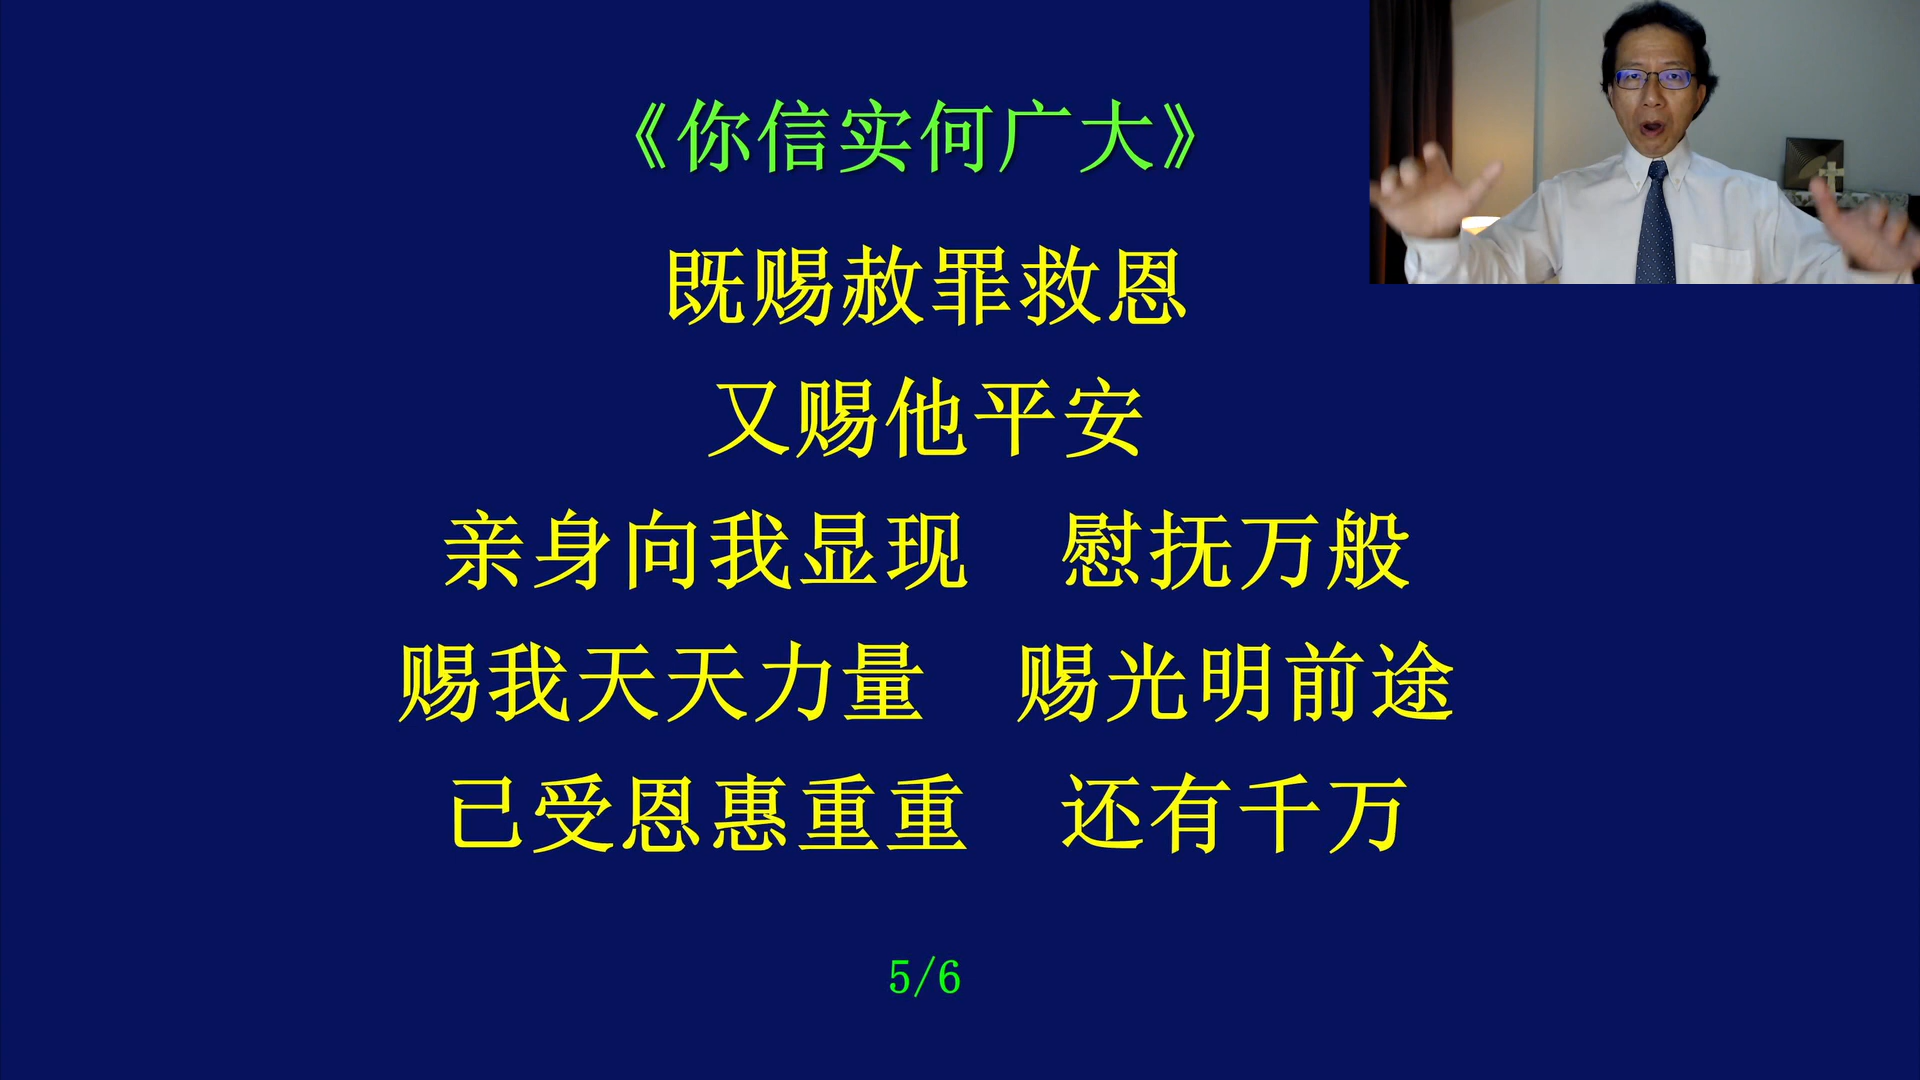 《你信实何广大》
既赐赦罪救恩
又赐他平安
亲身向我显现　慰抚万般
赐我天天力量　赐光明前途
已受恩惠重重　还有千万
5/6